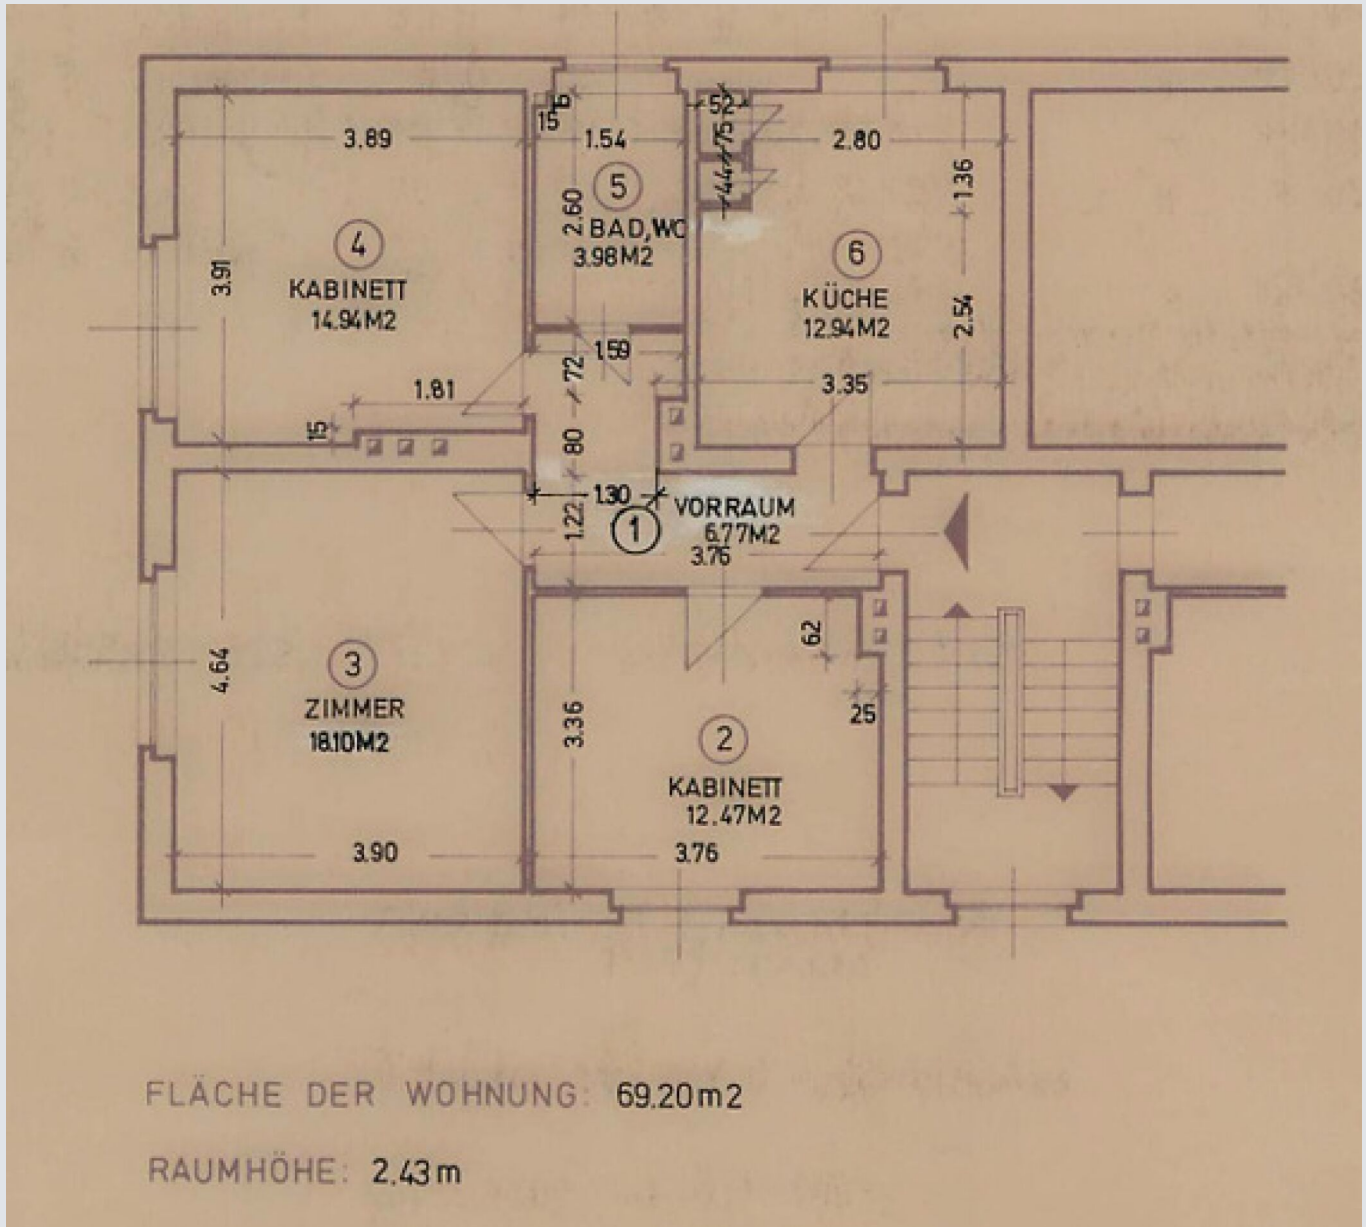 15
6
52
3.89
1.54
75
2.80
5
44
1.36
2.60
BAD,WC
4
3.98M2
6
3.91
KABINETT
KÜCHE
14.94M2
12.94M2
2.54
1.59
72
1.81
3.35
15
80
1.30
VORRAUM
1.22
1
6.77M2
3.76
62
4.64
3
ZIMMER
25
18.10M2
3.36
2
KABINETT
12.47M2
3.90
3.76
FLÄCHE DER WOHNUNG: 69.20m2
RAUMHÖHE: 2.43m